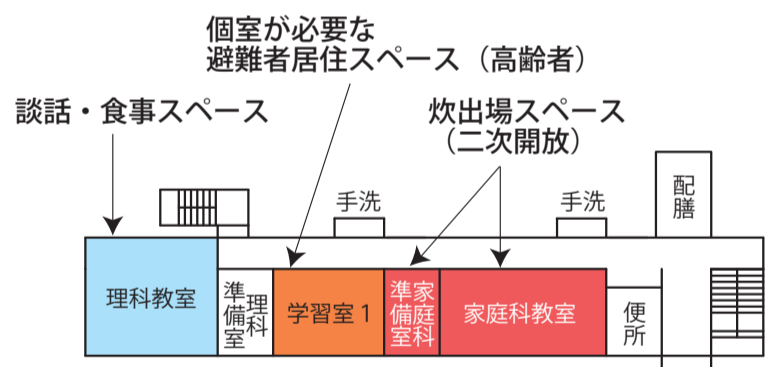 個室が必要な
避難者居住スペース（高齢者）
談話・食事スペース
炊出場スペース
（二次開放）
手洗
手洗
配膳
理科教室
理科
準備室
学習室１
家庭科
準備室
家庭科教室
便所